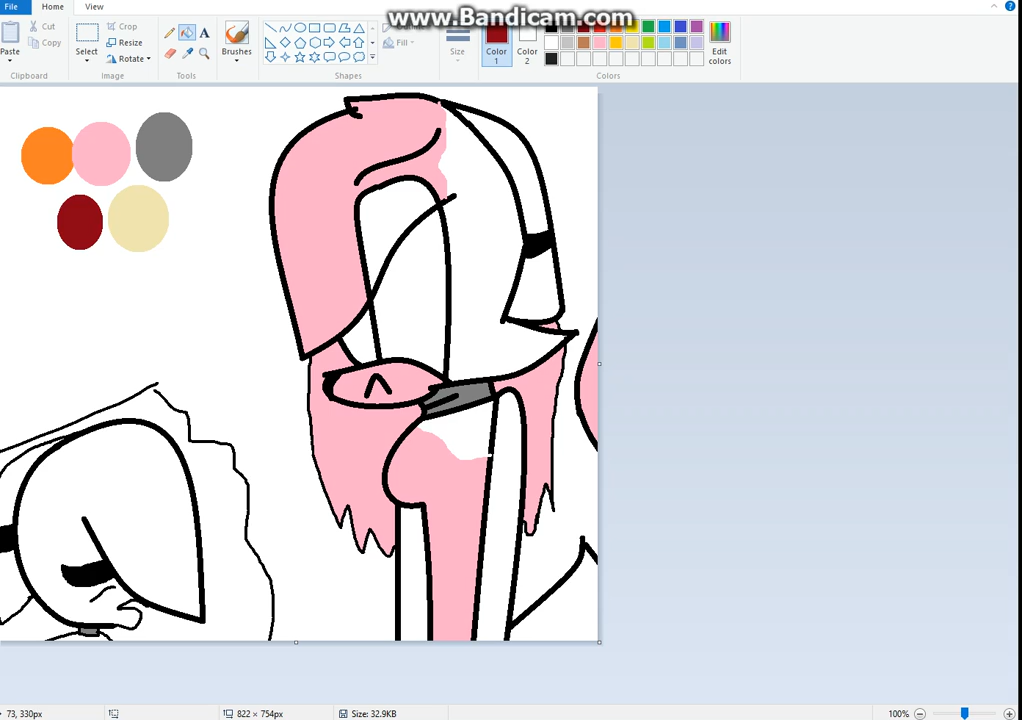 www.Bandicam.com
File Home View
Paste
Cut
Copy
Clipboard
Select
Crop
Resize
Rotate
Image
A
Tools
Brushes
Shapes
Outline
Fill
Size
Color 1
Color 2
Edit colors
Colors
73, 330px
822 × 754px
Size: 32.9KB
100%